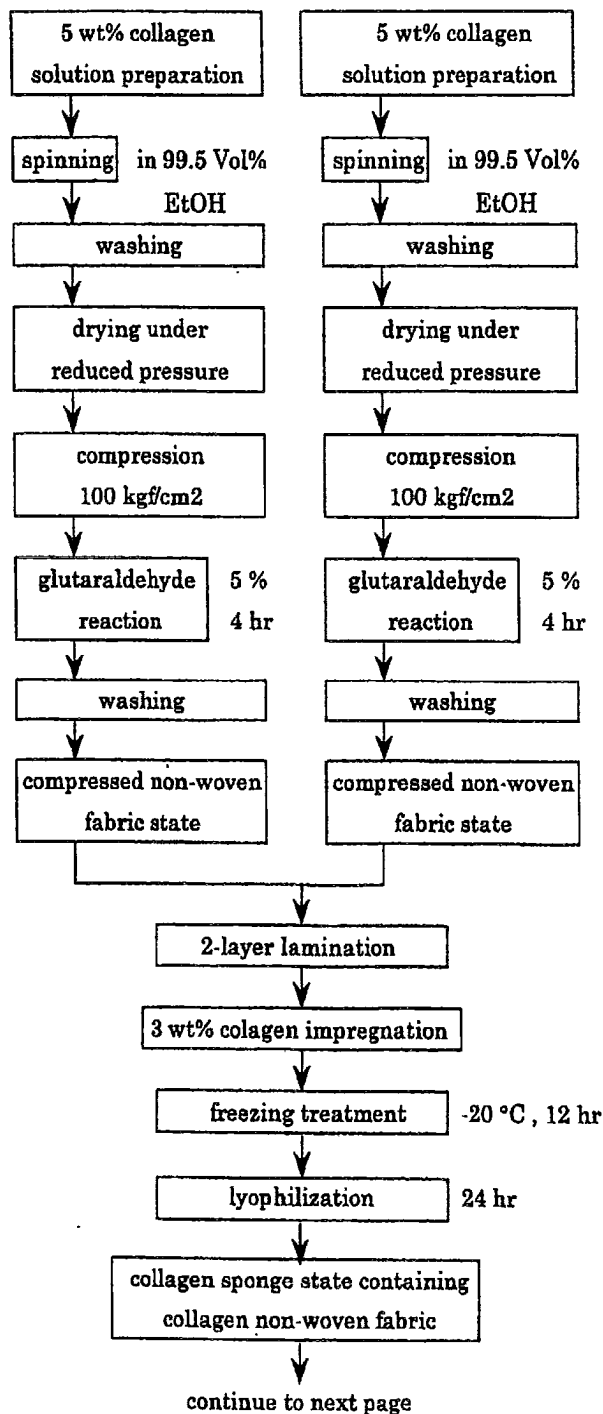 5 wt% collagen
solution preparation
spinning in 99.5 Vol%
EtOH
washing
drying under
reduced pressure
compression
100 kgf/cm2
glutaraldehyde 5 %
reaction 4 hr
washing
compressed non-woven
fabric state
5 wt% collagen
solution preparation
spinning in 99.5 Vol%
EtOH
washing
drying under
reduced pressure
compression
100 kgf/cm2
glutaraldehyde 5 %
reaction 4 hr
washing
compressed non-woven
fabric state
2-layer lamination
3 wt% colagen impregnation
freezing treatment -20 °C , 12 hr
lyophilization 24 hr
collagen sponge state containing
collagen non-woven fabric
continue to next page